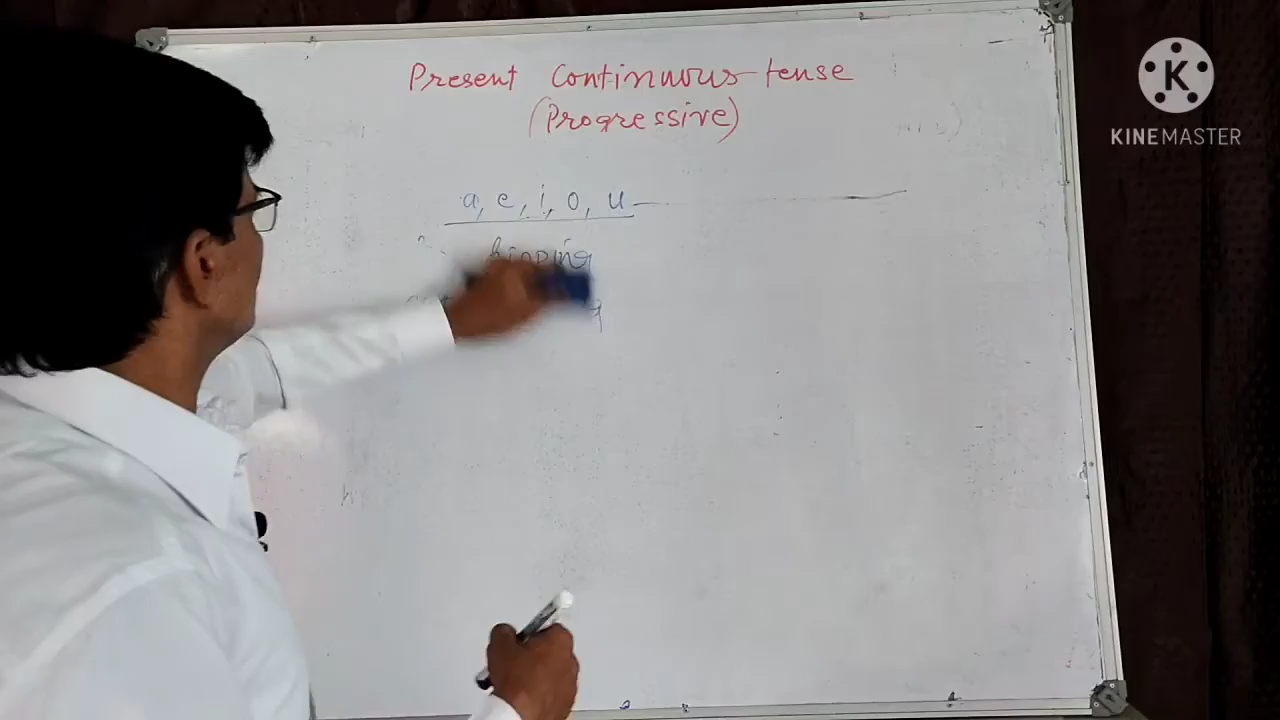 Present Continuous tense
(Progressive)
a, e, i, o, u
KINEMASTER